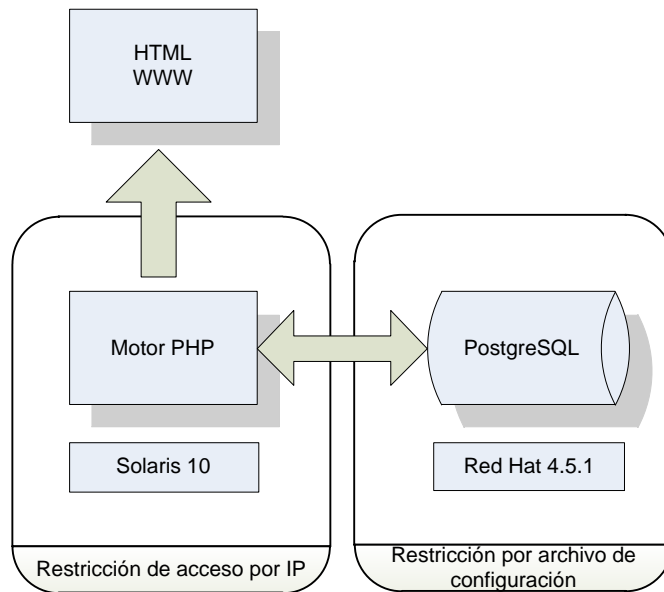 HTML
WWW
Motor PHP
PostgreSQL
Solaris 10
Red Hat 4.5.1
Restricción de acceso por IP
Restricción por archivo de
configuración